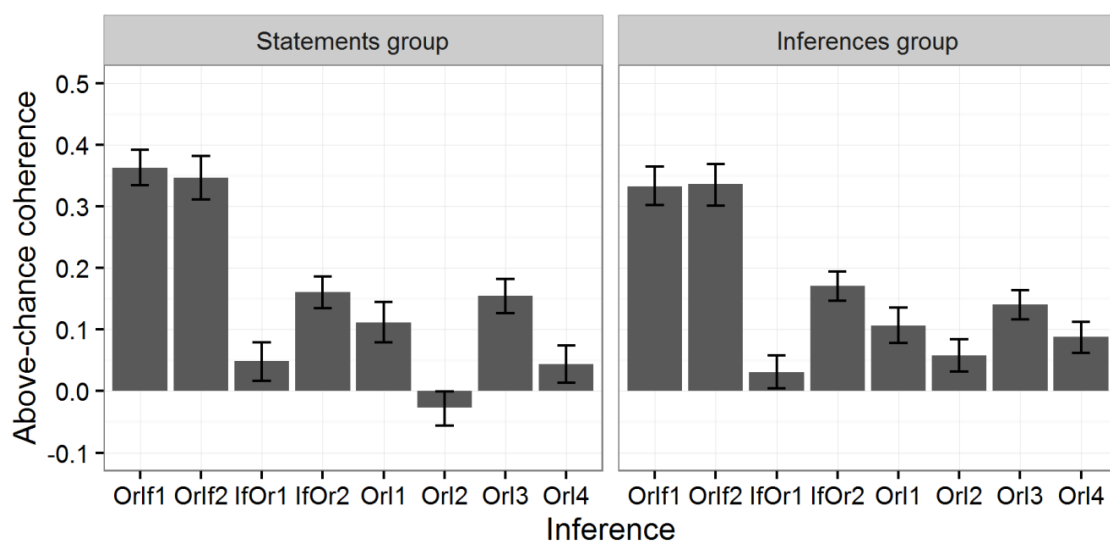 Statements group
Inferences group
Above-chance coherence
0.5
0.4
0.3
0.2
0.1
0.0
-0.1
OrIf1 OrIf2 IfOr1 IfOr2 OrI1 OrI2 OrI3 OrI4
OrIf1 OrIf2 IfOr1 IfOr2 OrI1 OrI2 OrI3 OrI4
Inference